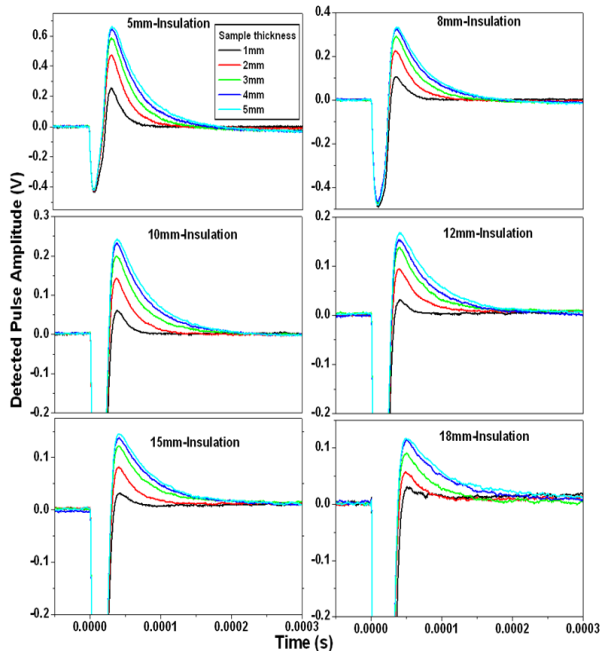 5mm-Insulation
Sample thickness
1mm
2mm
3mm
4mm
5mm
0.6
0.4
0.2
0.0
-0.2
-0.4
8mm-Insulation
0.4
0.2
0.0
-0.2
-0.4
10mm-Insulation
0.3
0.2
0.1
0.0
-0.1
-0.2
12mm-Insulation
0.2
0.1
0.0
-0.1
-0.2
15mm-Insulation
0.1
0.0
-0.1
-0.2
0.0000 0.0001 0.0002 0.0003
18mm-Insulation
0.1
0.0
-0.1
-0.2
0.0000 0.0001 0.0002 0.0003
Detected Pulse Amplitude (V)
Time (s)